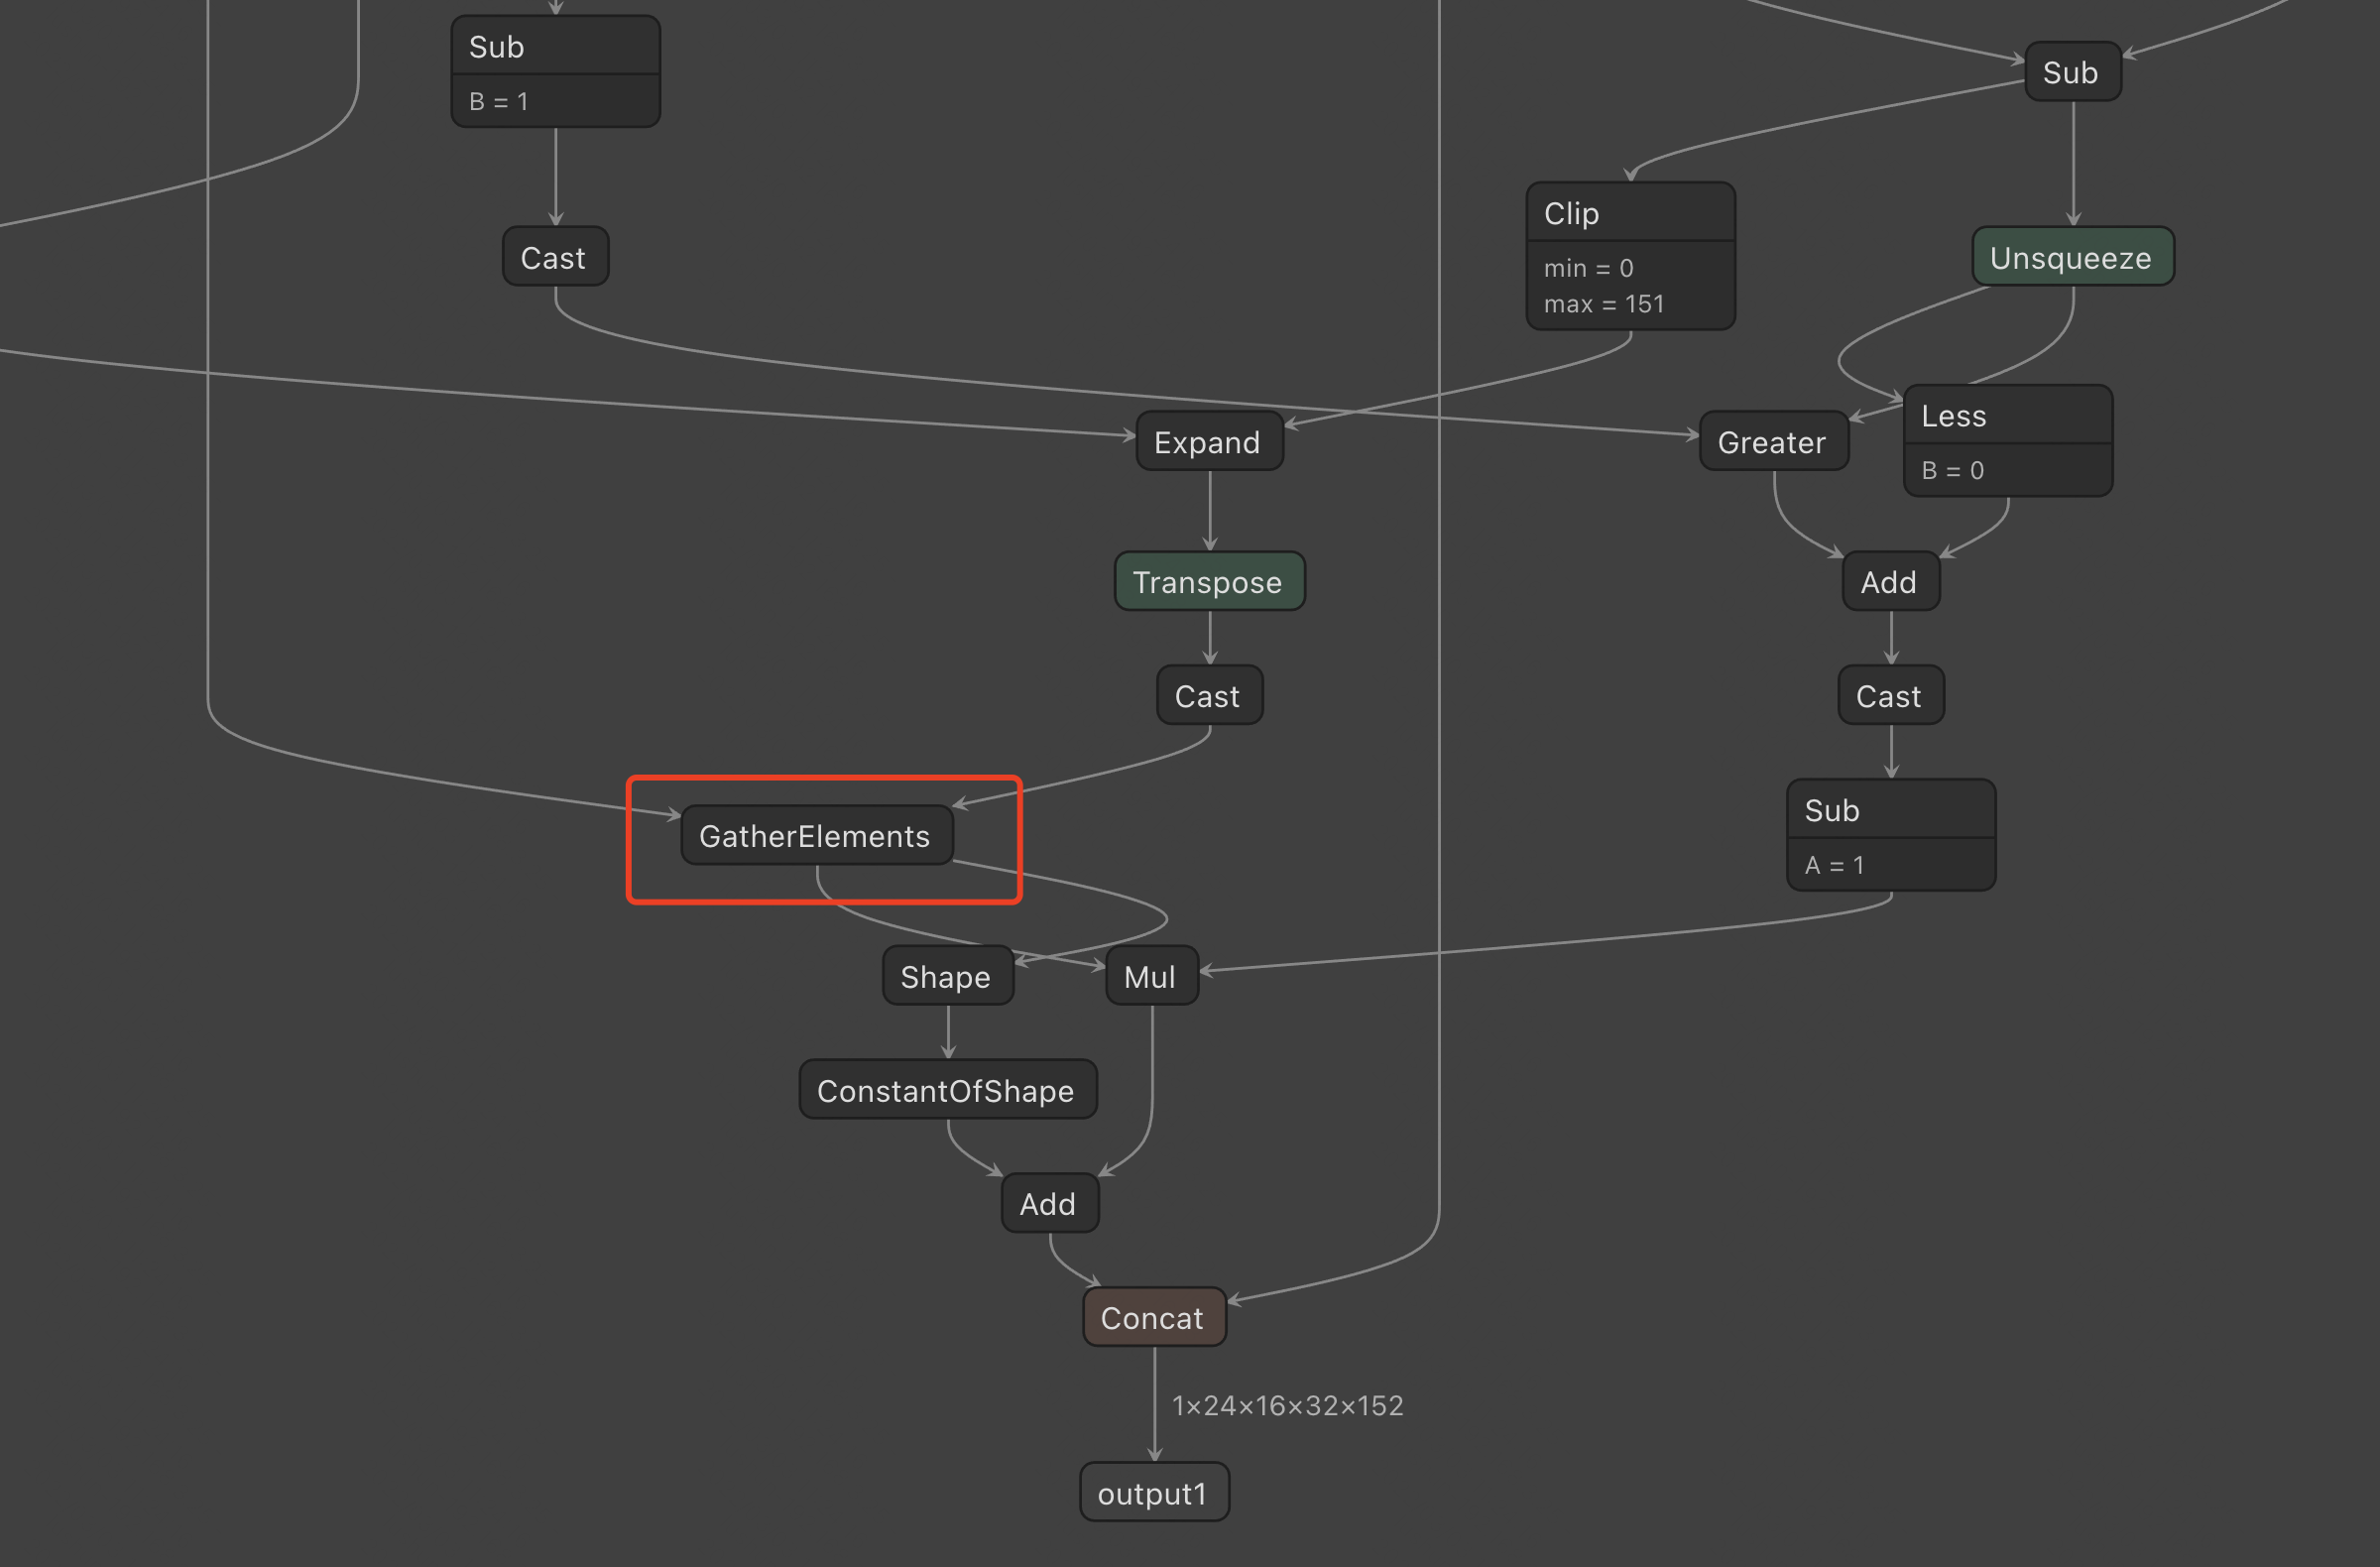 Sub
B = 1
Sub
Clip
min = 0
max = 151
Cast
Unsqueeze
Expand
Greater
Less
B = 0
Transpose
Add
Cast
Cast
GatherElements
Sub
A = 1
Shape
Mul
ConstantOfShape
Add
Concat
1×24×16×32×152
output1